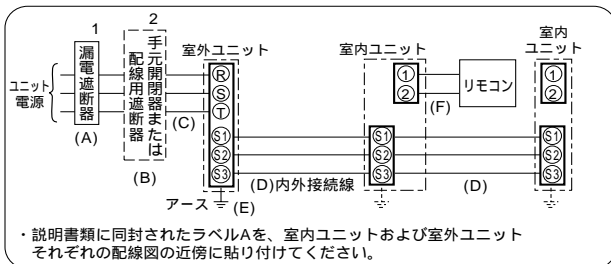 1
2
漏電遮断器
手元開閉器または
配線用遮断器
室外ユニット
室内ユニット
室内
ユニット
ユニット
電源
R
S
T
S1
S2
S3
1
2
リモコン
1
2
S1
S2
S3
S1
S2
S3
(A)
(B)
(C)
(D)内外接続線
(D)
(F)
アース
(E)
・説明書類に同封されたラベルAを、室内ユニットおよび室外ユニット
それぞれの配線図の近傍に貼り付けてください。